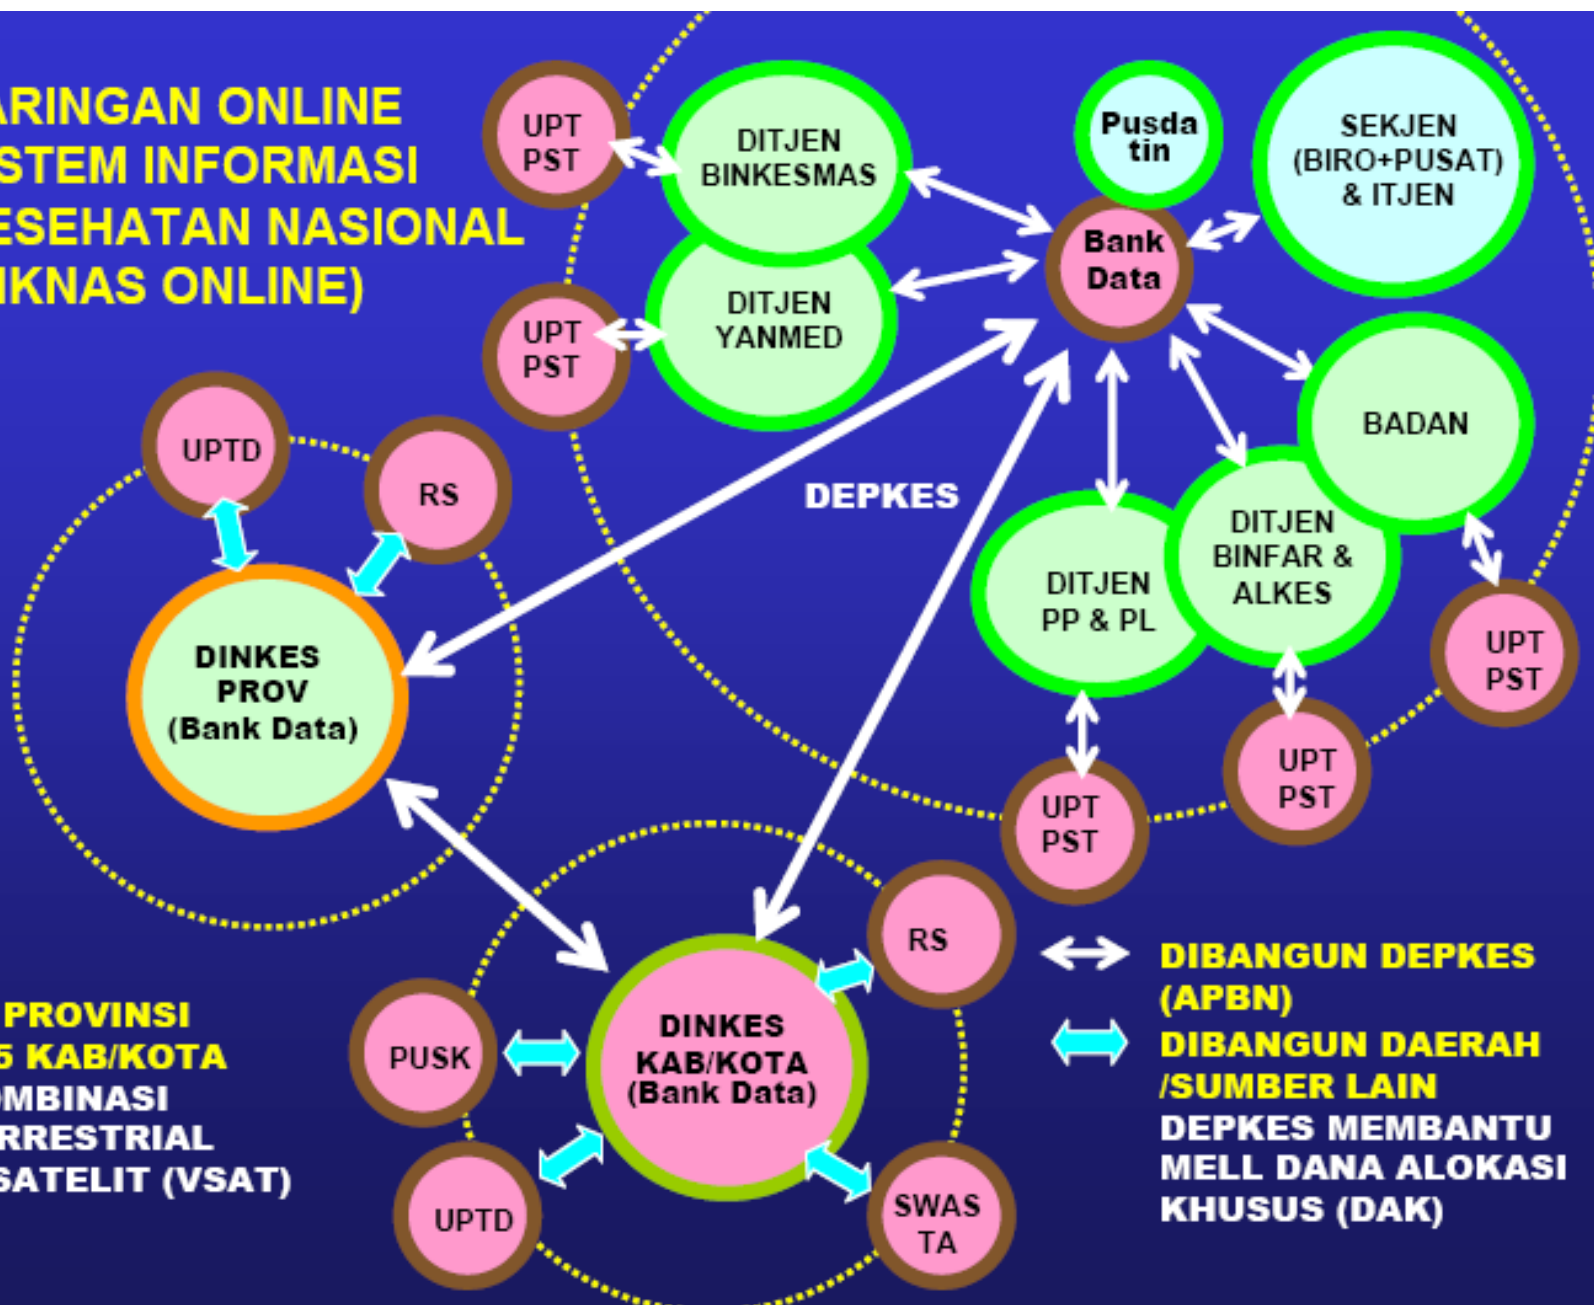 ARINGAN ONLINE
STEM INFORMASI
ESEHATAN NASIONAL
IKNAS ONLINE)
UPT
PST
DITJEN
BINKESMAS
Pusda
tin
SEKJEN
(BIRO+PUSAT)
& ITJEN
Bank
Data
UPT
PST
DITJEN
YANMED
BADAN
UPTD
RS
DEPKES
DITJEN
BINFAR &
ALKES
DITJEN
PP & PL
UPT
PST
DINKES
PROV
(Bank Data)
UPT
PST
UPT
PST
RS
DIBANGUN DEPKES
(APBN)
DIBANGUN DAERAH
/SUMBER LAIN
DEPKES MEMBANTU
MELL DANA ALOKASI
KHUSUS (DAK)
PROVINSI
5 KAB/KOTA
OMBINASI
RRESTRIAL
SATELIT (VSAT)
PUSK
DINKES
KAB/KOTA
(Bank Data)
UPTD
SWAS
TA